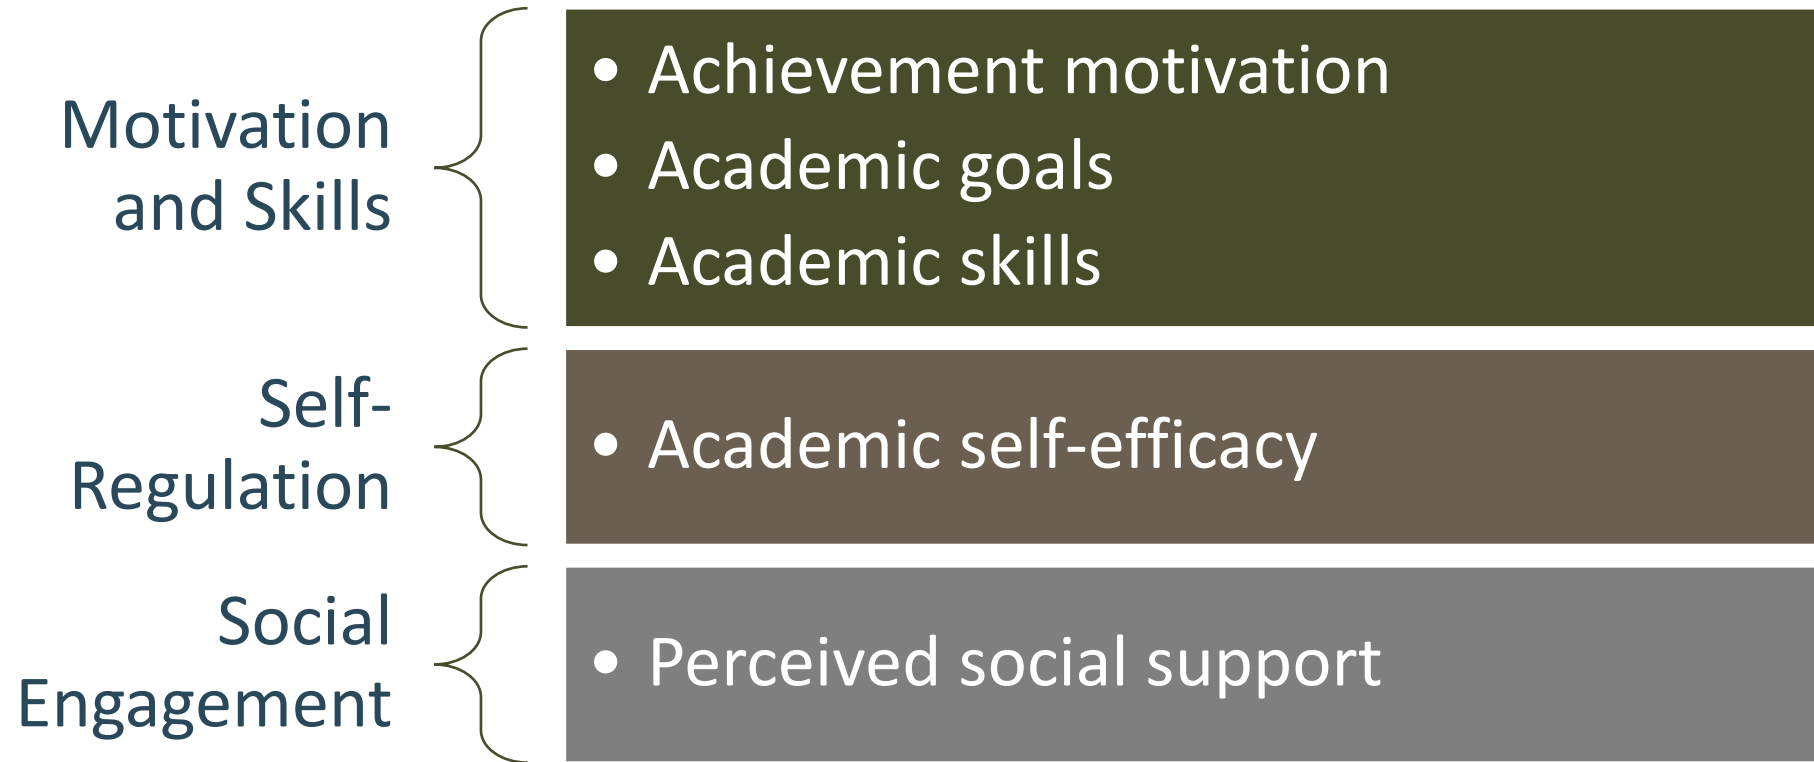 Motivation
and Skills
• Achievement motivation
• Academic goals
• Academic skills
Self-
Regulation
• Academic self-efficacy
Social
Engagement
• Perceived social support